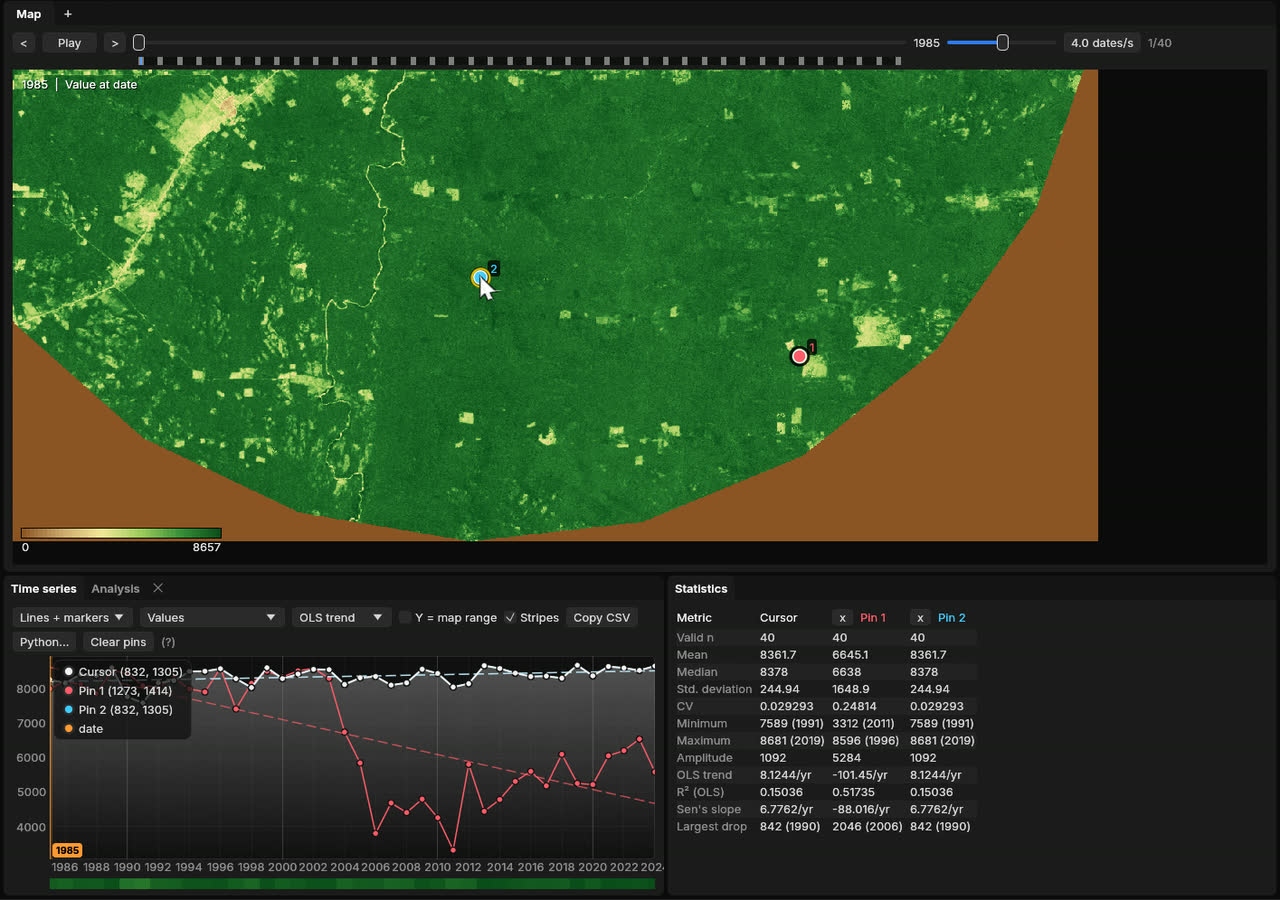 Map +
< Play > 1985 4.0 dates/s 1/40
1985 | Value at date
2
1
0 8657
Time series Analysis
Lines + markers Values OLS trend Y = map range Stripes Copy CSV
Python... Clear pins (?)
Cursor (832, 1305)
Pin 1 (1273, 1414)
Pin 2 (832, 1305)
date
8000
7000
6000
5000
4000
1985
1986 1988 1990 1992 1994 1996 1998 2000 2002 2004 2006 2008 2010 2012 2014 2016 2018 2020 2022 2024
Statistics
Metric Cursor x Pin 1 x Pin 2
Valid n 40 40 40
Mean 8361.7 6645.1 8361.7
Median 8378 6638 8378
Std. deviation 244.94 1648.9 244.94
CV 0.029293 0.24814 0.029293
Minimum 7589 (1991) 3312 (2011) 7589 (1991)
Maximum 8681 (2019) 8596 (1996) 8681 (2019)
Amplitude 1092 5284 1092
OLS trend 8.1244/yr -101.45/yr 8.1244/yr
R² (OLS) 0.15036 0.51735 0.15036
Sen's slope 6.7762/yr -88.016/yr 6.7762/yr
Largest drop 842 (1990) 2046 (2006) 842 (1990)